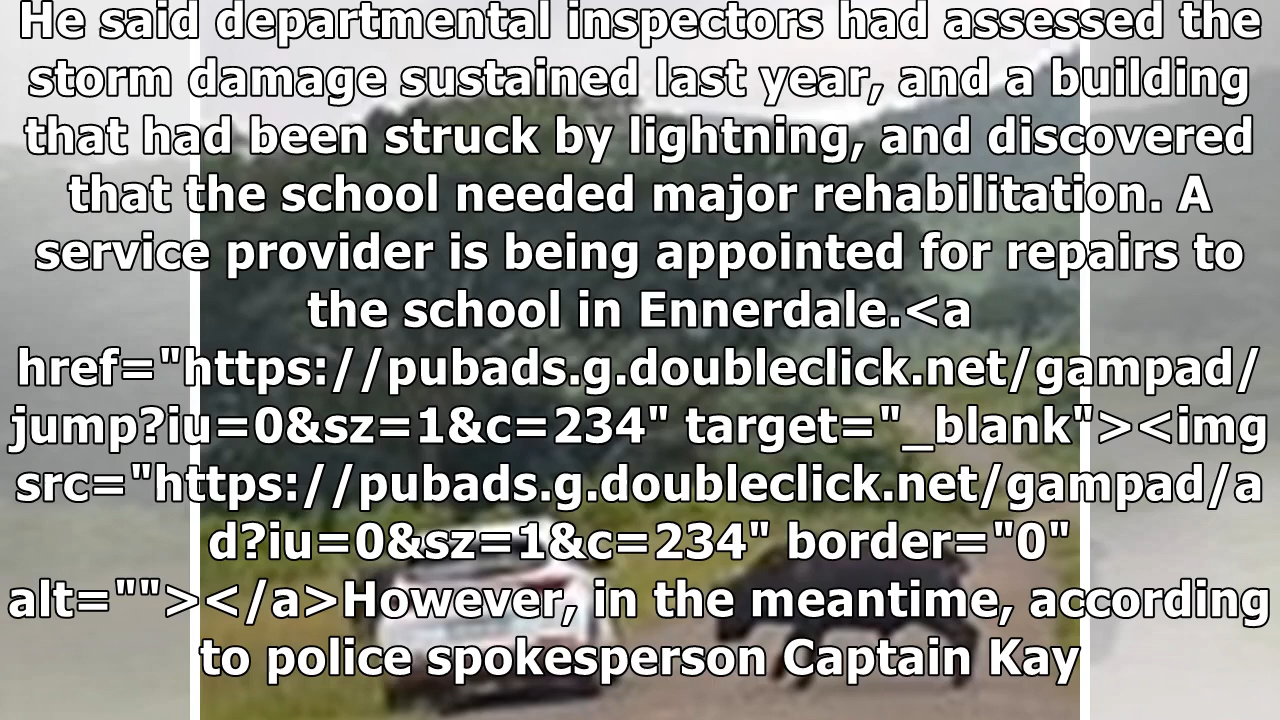 He said departmental inspectors had assessed the
storm damage sustained last year, and a building
that had been struck by lightning, and discovered
that the school needed major rehabilitation. A
service provider is being appointed for repairs to
the school in Ennerdale.<a
href="https://pubads.g.doubleclick.net/gampad/
jump?iu=0&sz=1&c=234" target="_blank"><img
src="https://pubads.g.doubleclick.net/gampad/a
d?iu=0&sz=1&c=234" border="0"
alt=""></a>However, in the meantime, according
to police spokesperson Captain Kay